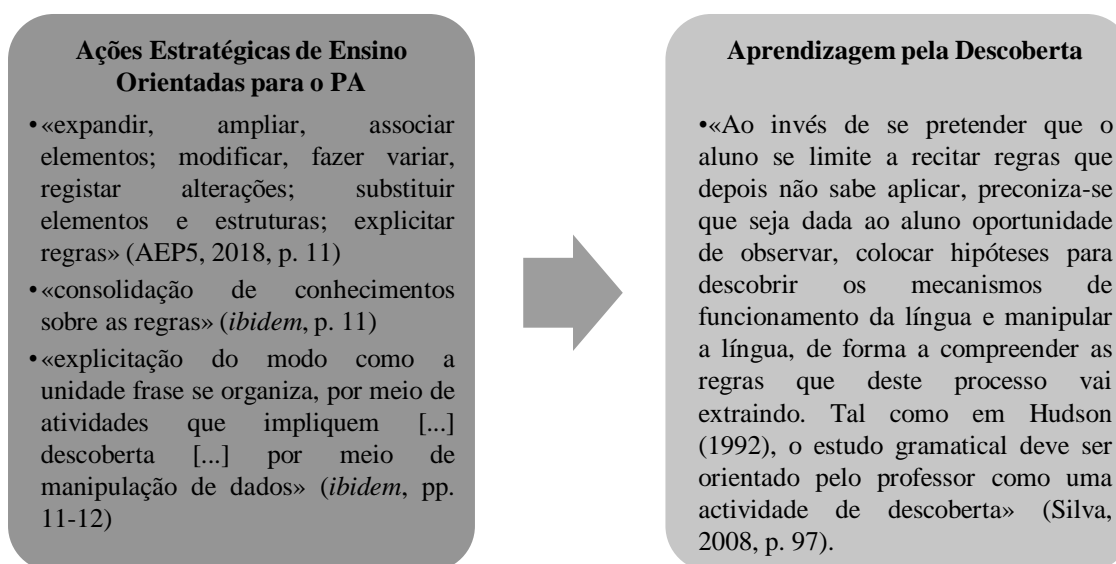 Ações Estratégicas de Ensino
Orientadas para o PA
•«expandir, ampliar, associar
elementos; modificar, fazer variar,
registar alterações; substituir
elementos e estruturas; explicitar
regras» (AEP5, 2018, p. 11)
•«consolidação de conhecimentos
sobre as regras» (ibidem, p. 11)
•«explicitação do modo como a
unidade frase se organiza, por meio de
atividades que impliquem [...]
descoberta [...] por meio de
manipulação de dados» (ibidem, pp.
11-12)
Aprendizagem pela Descoberta
•«Ao invés de se pretender que o
aluno se limite a recitar regras que
depois não sabe aplicar, preconiza-se
que seja dada ao aluno oportunidade
de observar, colocar hipóteses para
descobrir os mecanismos de
funcionamento da língua e manipular
a língua, de forma a compreender as
regras que deste processo vai
extraindo. Tal como em Hudson
(1992), o estudo gramatical deve ser
orientado pelo professor como uma
actividade de descoberta» (Silva,
2008, p. 97).